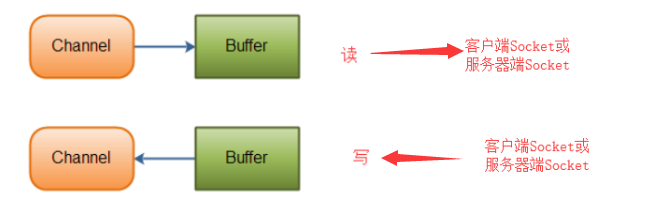 Channel
Buffer
读
客户端Socket或
服务器端Socket
Channel
Buffer
写
客户端Socket或
服务器端Socket